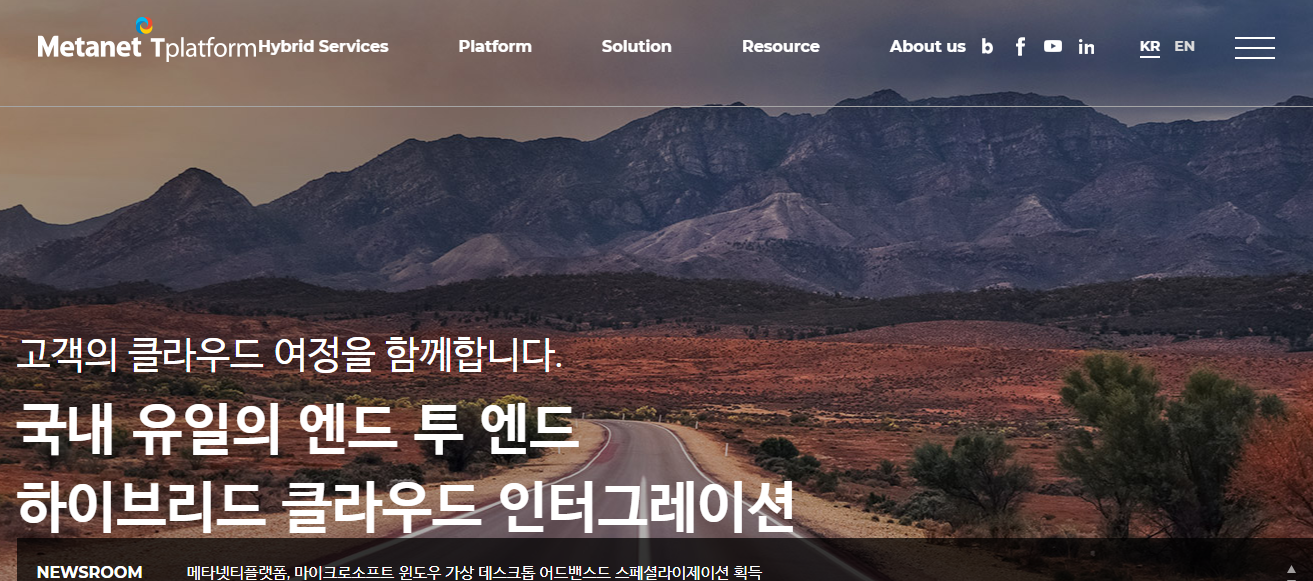 Metanet Tplatform Hybrid Services Platform Solution Resource About us b f in KR EN
고객의 클라우드 여정을 함께합니다.
국내 유일의 엔드 투 엔드
하이브리드 클라우드 인터그레이션
NEWSROOM 메타넷티플랫폼, 마이크로소프트 윈도우 가상 데스크톱 어드밴스드 스페셜라이제이션 획득